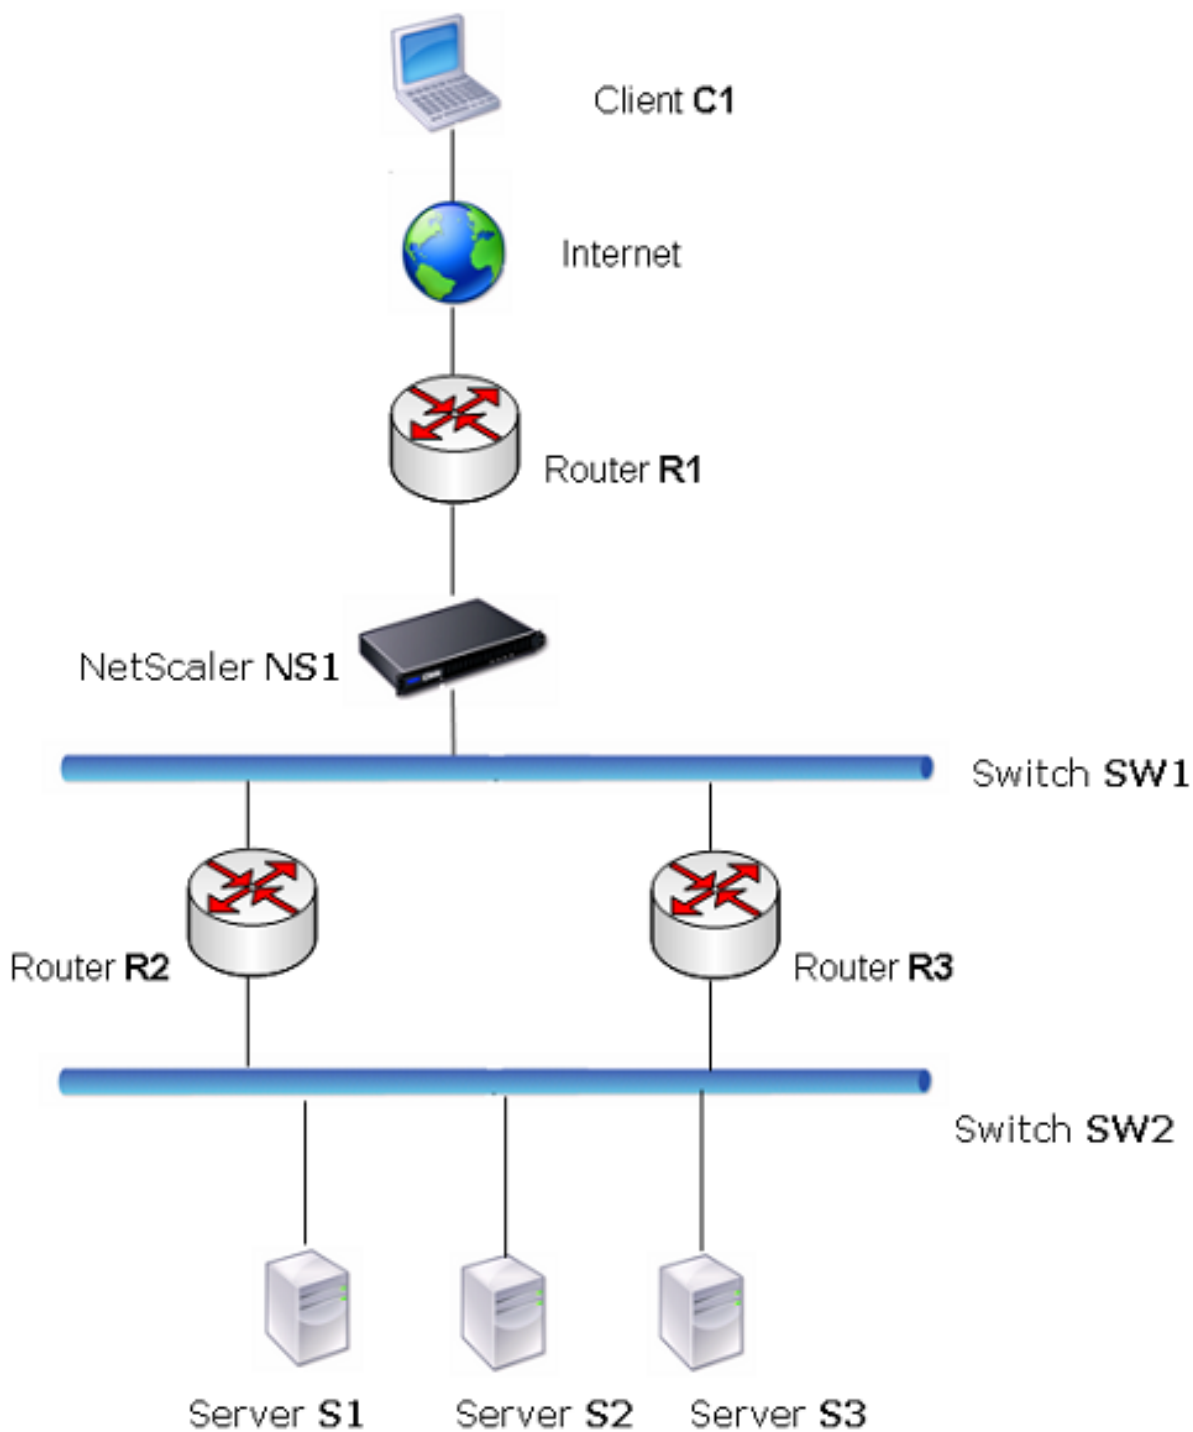 Client C1
Internet
Router R1
NetScaler NS1
Switch SW1
Router R2
Router R3
Switch SW2
Server S1
Server S2
Server S3